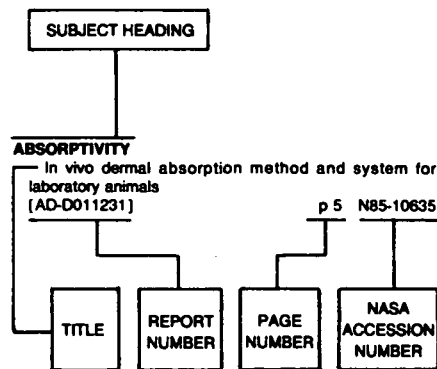 SUBJECT HEADING
ABSORPTIVITY
In vivo dermal absorption method and system for
laboratory animals
[AD-D011231] p 5 N85-10635
TITLE
REPORT
NUMBER
PAGE
NUMBER
NASA
ACCESSION
NUMBER